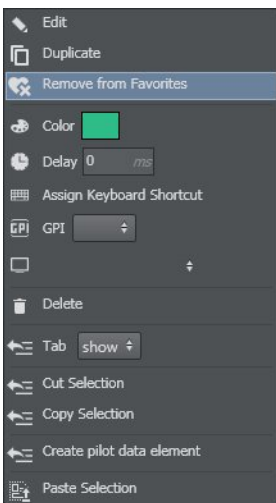 Edit
Duplicate
Remove from Favorites
Color
Delay 0 ms
Assign Keyboard Shortcut
GPI GPI
Delete
Tab show
Cut Selection
Copy Selection
Create pilot data element
Paste Selection